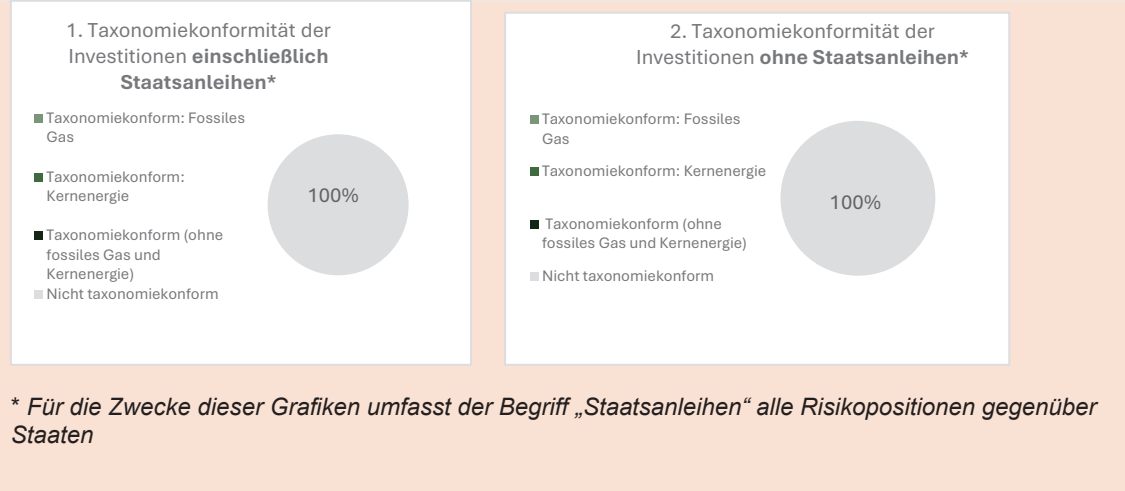 1. Taxonomiekonformität der
Investitionen einschließlich
Staatsanleihen*
Taxonomiekonform: Fossiles
Gas
Taxonomiekonform:
Kernenergie
Taxonomiekonform (ohne
fossiles Gas und
Kernenergie)
Nicht taxonomiekonform
100%
2. Taxonomiekonformität der
Investitionen ohne Staatsanleihen*
Taxonomiekonform: Fossiles
Gas
Taxonomiekonform: Kernenergie
Taxonomiekonform (ohne
fossiles Gas und Kernenergie)
Nicht taxonomiekonform
100%
* Für die Zwecke dieser Grafiken umfasst der Begriff „Staatsanleihen“ alle Risikopositionen gegenüber
Staaten